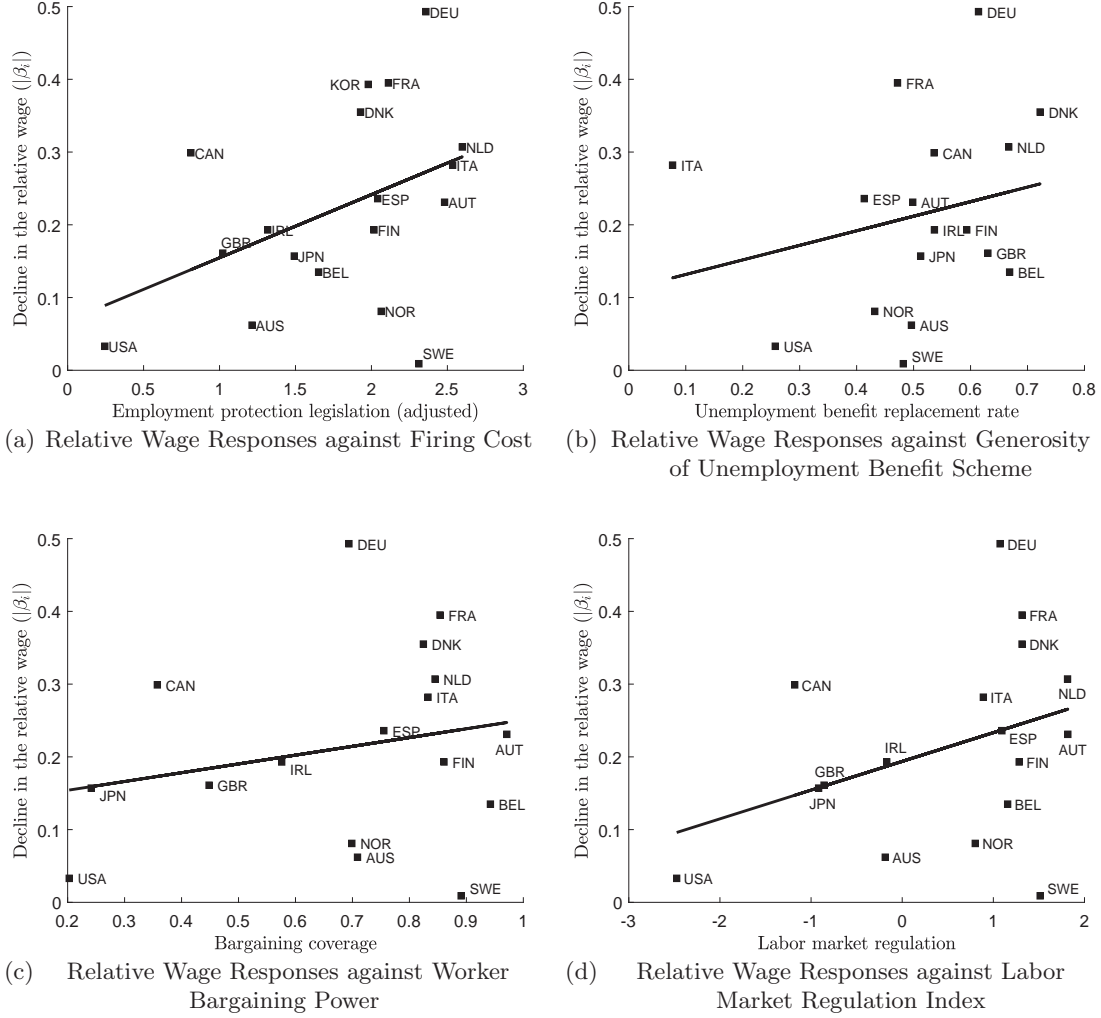 Decline in the relative wage (|β_i|)
0.5
0.4
0.3
0.2
0.1
0
DEU
KOR
FRA
DNK
CAN
NLD
ITA
ESP
AUT
IRL
FIN
GBR
JPN
BEL
NOR
AUS
USA
SWE
0 0.5 1 1.5 2 2.5 3
Employment protection legislation (adjusted)
(a) Relative Wage Responses against Firing Cost
Decline in the relative wage (|β_i|)
0.5
0.4
0.3
0.2
0.1
0
DEU
FRA
DNK
CAN
NLD
ITA
ESP
AUT
IRL
FIN
JPN
GBR
BEL
NOR
AUS
USA
SWE
0 0.1 0.2 0.3 0.4 0.5 0.6 0.7 0.8
Unemployment benefit replacement rate
(b) Relative Wage Responses against Generosity
of Unemployment Benefit Scheme
Decline in the relative wage (|β_i|)
0.5
0.4
0.3
0.2
0.1
0
DEU
FRA
DNK
CAN
NLD
ITA
ESP
AUT
IRL
FIN
JPN
GBR
BEL
NOR
AUS
USA
SWE
0.2 0.3 0.4 0.5 0.6 0.7 0.8 0.9 1
Bargaining coverage
(c) Relative Wage Responses against Worker
Bargaining Power
Decline in the relative wage (|β_i|)
0.5
0.4
0.3
0.2
0.1
0
DEU
FRA
DNK
CAN
NLD
ITA
ESP
AUT
IRL
FIN
GBR
JPN
BEL
NOR
AUS
USA
SWE
-3 -2 -1 0 1 2
Labor market regulation
(d) Relative Wage Responses against Labor
Market Regulation Index